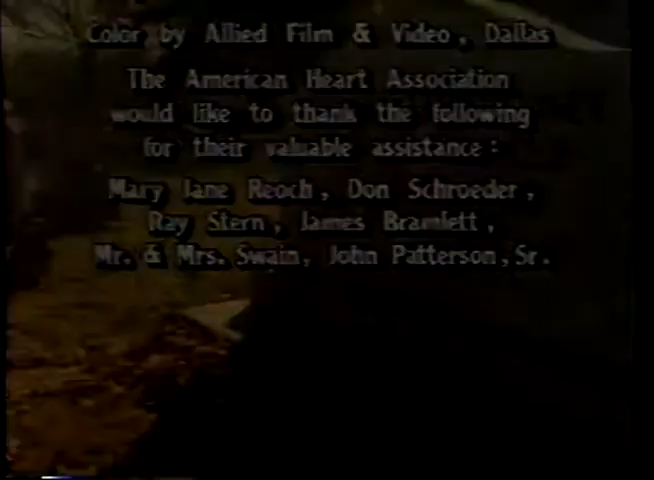 Color by Allied Film & Video, Dallas
The American Heart Association
would like to thank the following
for their valuable assistance:
Mary Jane Reoch, Don Schroeder,
Ray Stern, James Bramlett,
Mr. & Mrs. Swain, John Patterson, Sr.